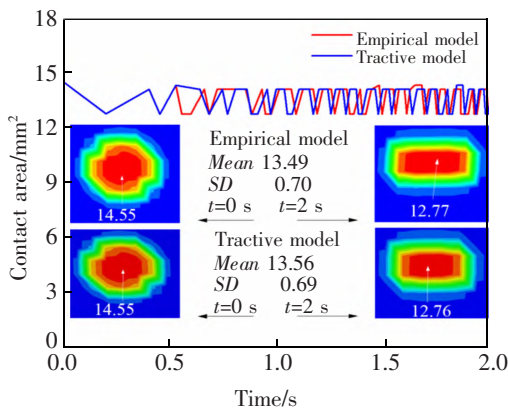 18
15
12
9
6
3
0
Contact area/mm²
Empirical model
Tractive model
Empirical model
Mean 13.49
SD 0.70
t=0 s t=2 s
14.55
12.77
Tractive model
Mean 13.56
SD 0.69
t=0 s t=2 s
14.55
12.76
0.0 0.5 1.0 1.5 2.0
Time/s